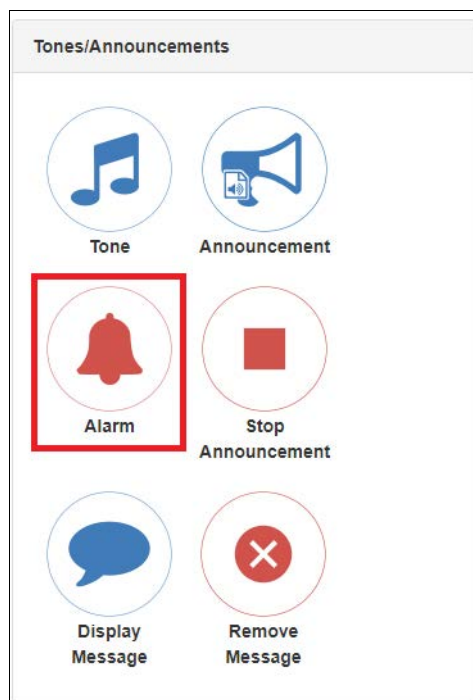 Tones/Announcements
Tone
Announcement
Alarm
Stop
Announcement
Display
Message
Remove
Message